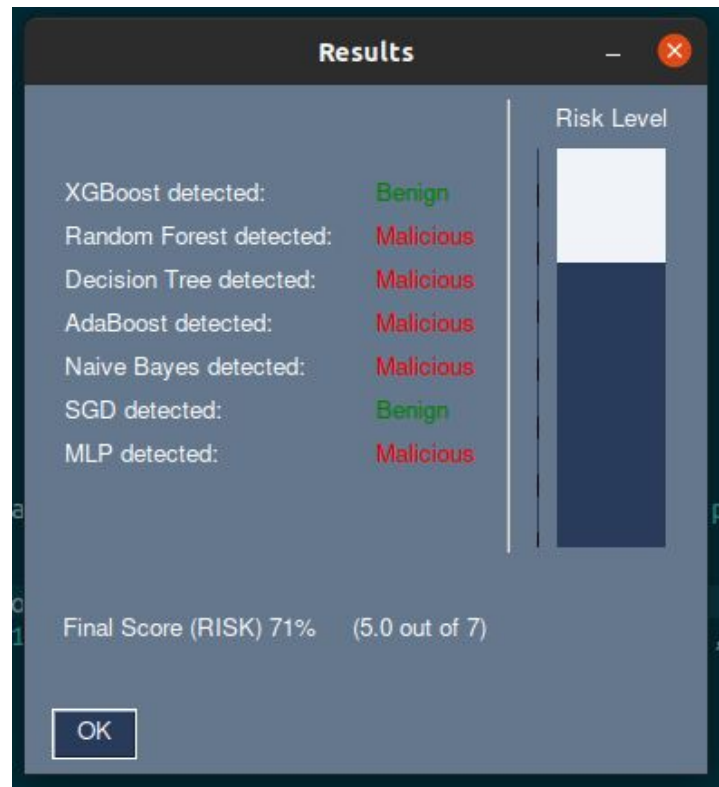 Results
Risk Level
XGBoost detected: Benign
Random Forest detected: Malicious
Decision Tree detected: Malicious
AdaBoost detected: Malicious
Naive Bayes detected: Malicious
SGD detected: Benign
MLP detected: Malicious
Final Score (RISK) 71% (5.0 out of 7)
OK